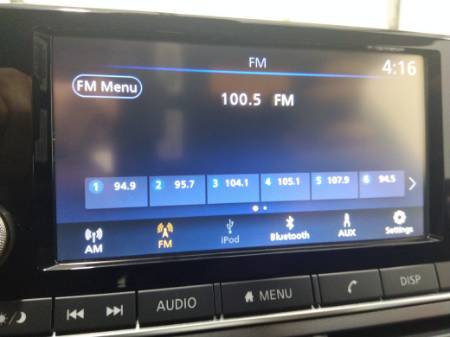 FM
4:16
FM Menu
100.5 FM
1 94.9 2 95.7 3 104.1 4 105.1 5 107.9 6 94.5
AM FM iPod Bluetooth AUX Settings
AUDIO MENU DISP